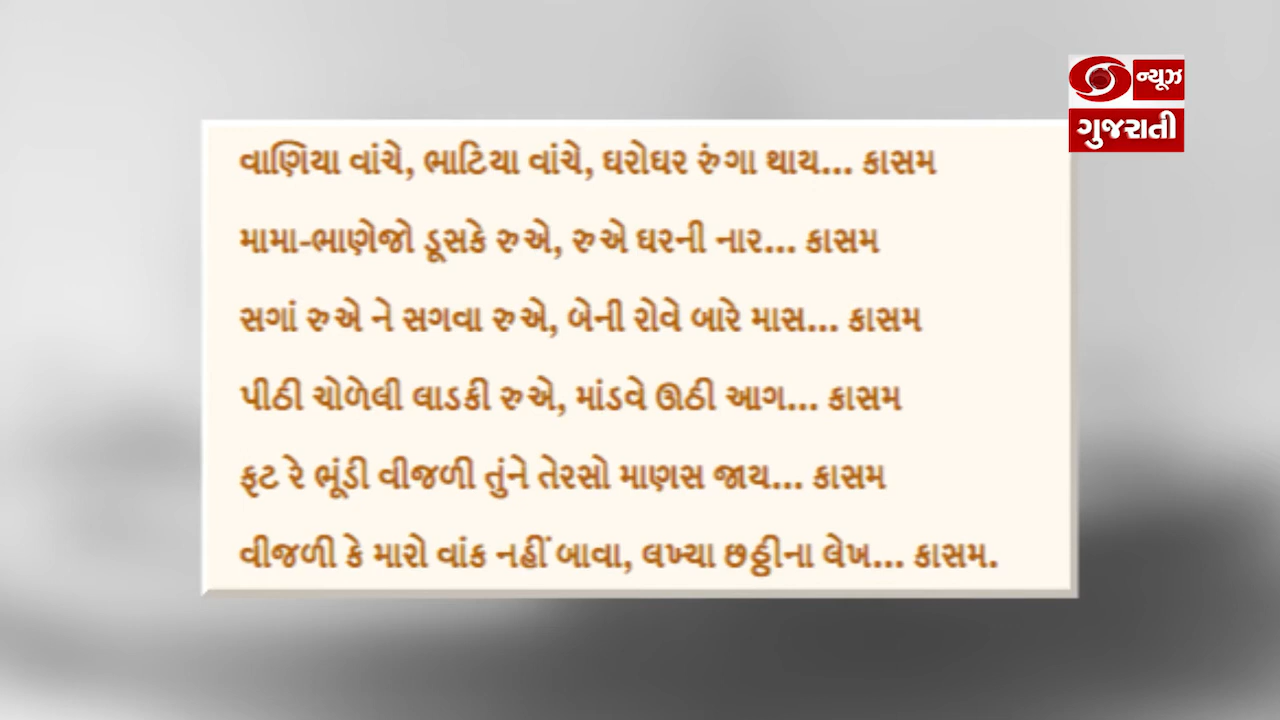 ન્યૂઝ
ગુજરાતી
વાણિયા વાંચે, ભાટિયા વાંચે, ઘરોઘર રુંગા થાય... કાસમ
મામા-ભાણેજો ડૂસકે રુએ, રુએ ઘરની નાર... કાસમ
સગાં રુએ ને સગવા રુએ, બેની રોવે બારે માસ... કાસમ
પીઠી ચોળેલી લાડકી રુએ, માંડવે ઊઠી આગ... કાસમ
ફટ રે ભૂંડી વીજળી તુંને તેરસો માણસ જાય... કાસમ
વીજળી કે મારો વાંક નહીં બાવા, લખ્યા છઠ્ઠીના લેખ... કાસમ.